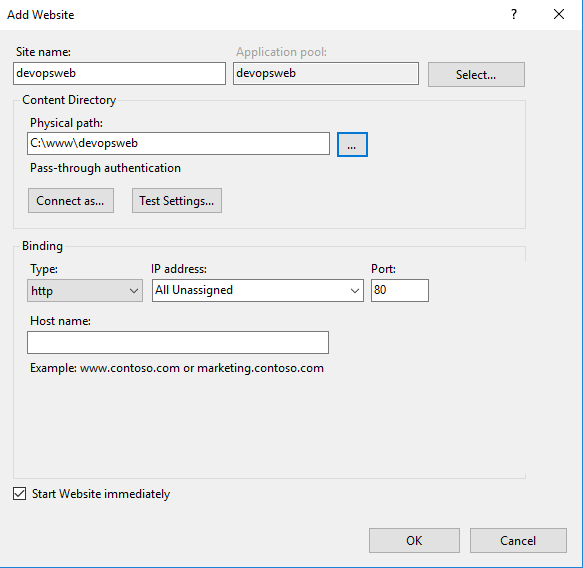 Add Website
?
Site name:
Application pool:
devopsweb
devopsweb
Select...
Content Directory
Physical path:
C:\www\devopsweb
...
Pass-through authentication
Connect as...
Test Settings...
Binding
Type:
IP address:
Port:
http
All Unassigned
80
Host name:
Example: www.contoso.com or marketing.contoso.com
Start Website immediately
OK
Cancel